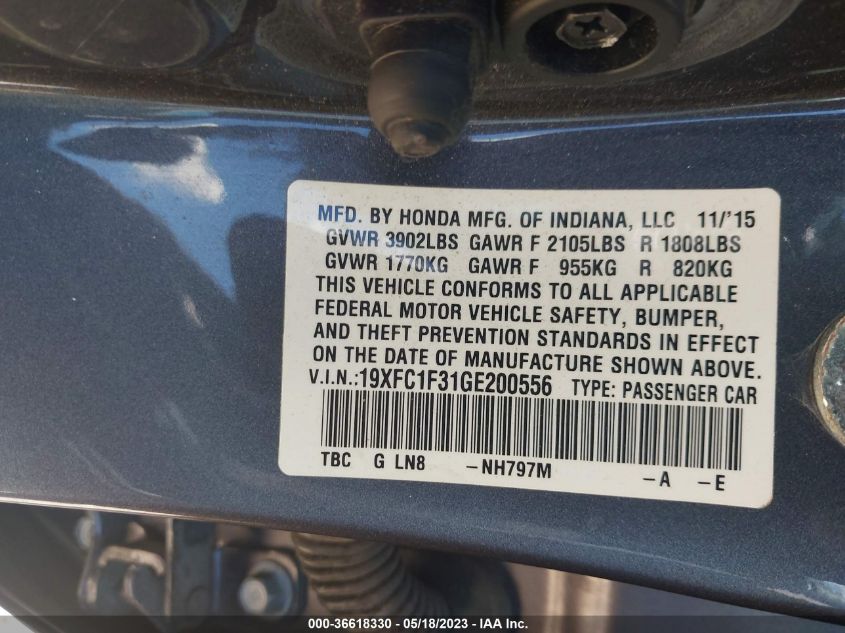 MFD. BY HONDA MFG. OF INDIANA, LLC 11/'15
GVWR 3902LBS GAWR F 2105LBS R 1808LBS
GVWR 1770KG GAWR F 955KG R 820KG
THIS VEHICLE CONFORMS TO ALL APPLICABLE
FEDERAL MOTOR VEHICLE SAFETY, BUMPER,
AND THEFT PREVENTION STANDARDS IN EFFECT
ON THE DATE OF MANUFACTURE SHOWN ABOVE.
V.I.N.:19XFC1F31GE200556 TYPE: PASSENGER CAR
TBC G LN8 -NH797M -A -E
000-36618330 - 05/18/2023 - IAA Inc.